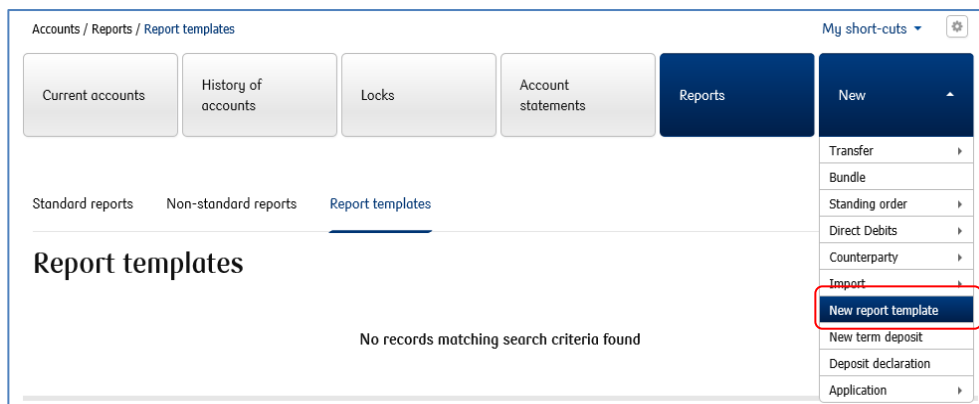 Accounts / Reports / Report templates
My short-cuts
Current accounts
History of
accounts
Locks
Account
statements
Reports
New
Transfer
Bundle
Standing order
Direct Debits
Counterparty
Import
New report template
New term deposit
Deposit declaration
Application
Standard reports Non-standard reports Report templates
Report templates
No records matching search criteria found